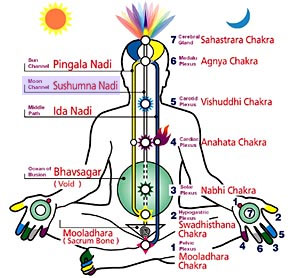 7 Cerebral Gland Sahastrara Chakra
Sun Channel Pingala Nadi
6 Medula Plexus Agnya Chakra
Moon Channel Sushumna Nadi
Middle Path Ida Nadi
5 Carotid Plexus Vishuddhi Chakra
4 Cardiac Plexus Anahata Chakra
Ocean of Illusion Bhavsagar
(Void)
3 Solar Plexus Nabhi Chakra
2 Hypogastric Plexus Swadhisthana
Chakra
Mooladhara
(Sacrum Bone)
1 Pelvic Plexus Mooladhara
Chakra
1
2
3
7
5
6
4